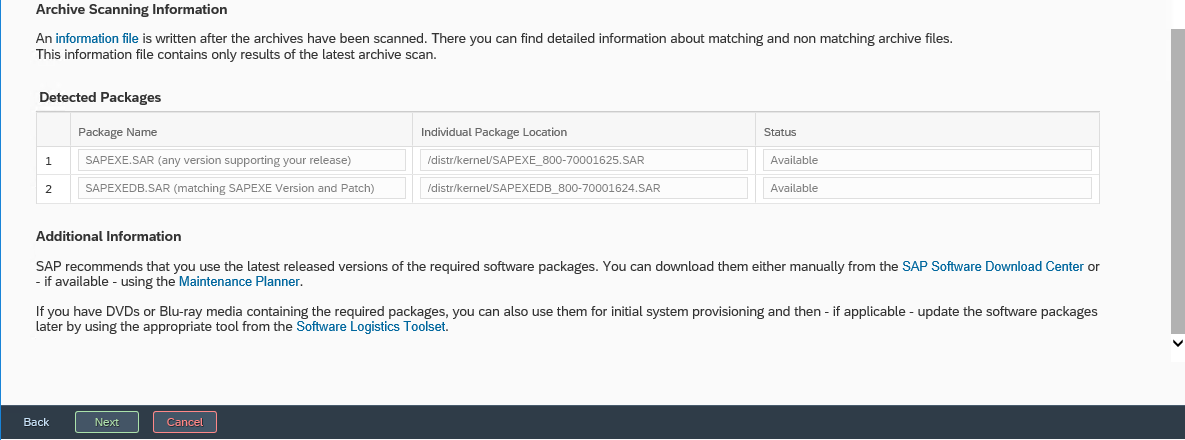 Archive Scanning Information
An information file is written after the archives have been scanned. There you can find detailed information about matching and non matching archive files.
This information file contains only results of the latest archive scan.
Detected Packages
Package Name Individual Package Location Status
1 SAPEXE.SAR (any version supporting your release) /distr/kernel/SAPEXE_800-70001625.SAR Available
2 SAPEXEDB.SAR (matching SAPEXE Version and Patch) /distr/kernel/SAPEXEDB_800-70001624.SAR Available
Additional Information
SAP recommends that you use the latest released versions of the required software packages. You can download them either manually from the SAP Software Download Center or
- if available - using the Maintenance Planner.
If you have DVDs or Blu-ray media containing the required packages, you can also use them for initial system provisioning and then - if applicable - update the software packages
later by using the appropriate tool from the Software Logistics Toolset.
Back Next Cancel